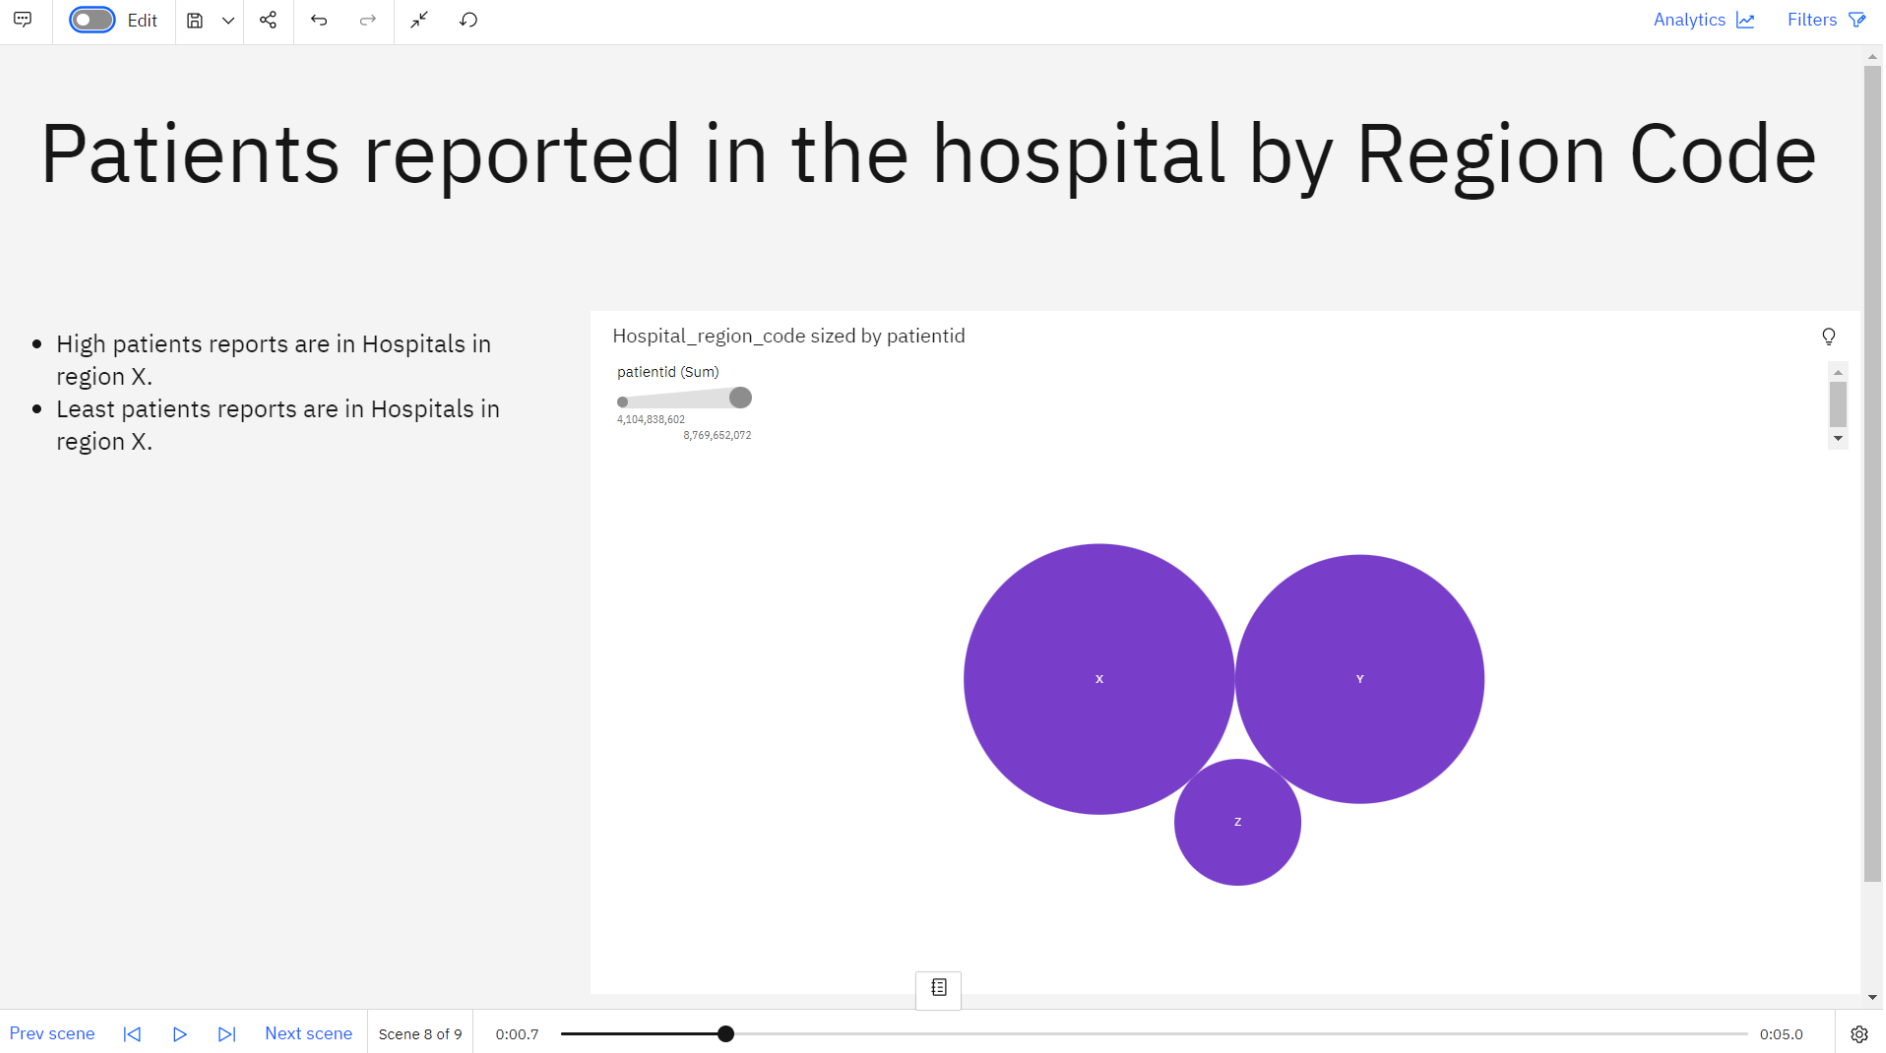 Edit
Analytics
Filters
Patients reported in the hospital by Region Code
• High patients reports are in Hospitals in
region X.
• Least patients reports are in Hospitals in
region X.
Hospital_region_code sized by patientid
patientid (Sum)
4,104,838,602
8,769,652,072
X
Y
Z
Prev scene
Next scene
Scene 8 of 9
0:00.7
0:05.0